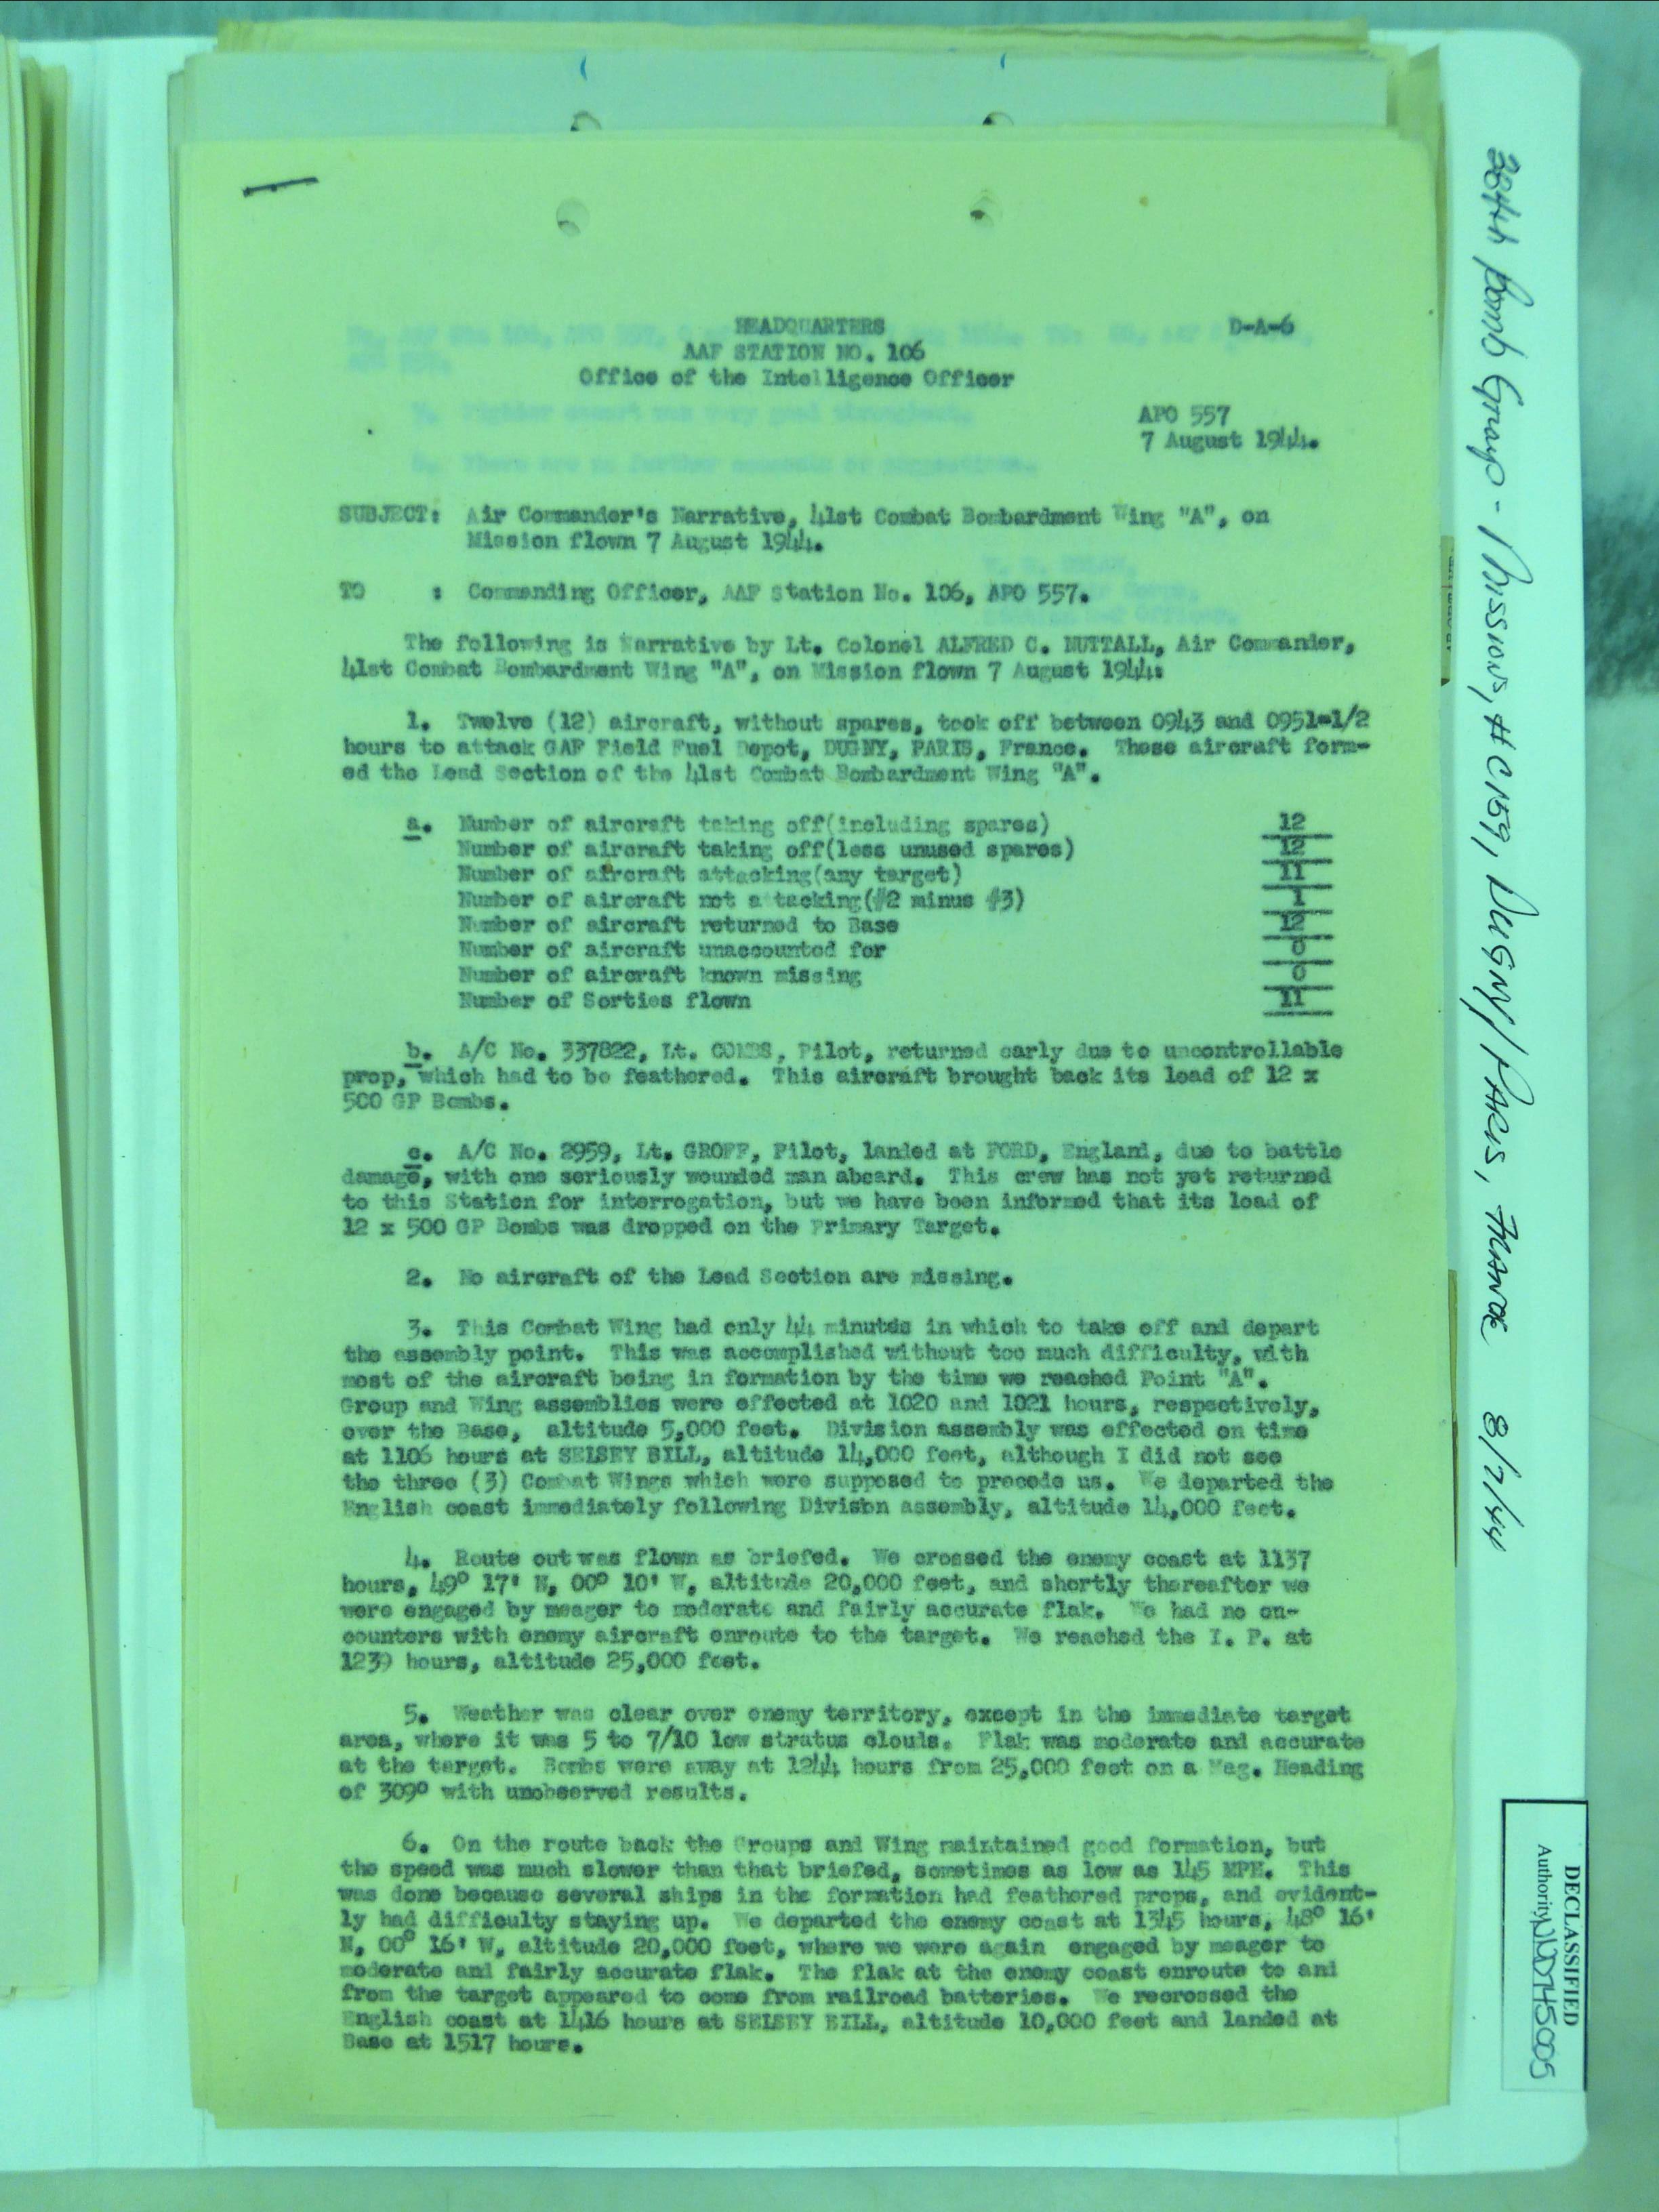 HEADQUARTERS D-A-6
AAF STATION NO. 106
Office of the Intelligence Officer
APO 557
7 August 1944.
SUBJECT: Air Commander's Narrative, 41st Combat Bombardment Wing "A", on
Mission flown 7 August 1944.
TO : Commanding Officer, AAF Station No. 106, APO 557.
The following is Narrative by Lt. Colonel ALFRED C. NUTTALL, Air Commander,
41st Combat Bombardment Wing "A", on Mission flown 7 August 1944:
1. Twelve (12) aircraft, without spares, took off between 0943 and 0951-1/2
hours to attack GAF Field Fuel Depot, DUGNY, PARIS, France. These aircraft form-
ed the Lead Section of the 41st Combat Bombardment Wing "A".
a. Number of aircraft taking off(including spares) 12
Number of aircraft taking off(less unused spares) 12
Number of aircraft attacking(any target) 11
Number of aircraft not a tacking(#2 minus #3) 1
Number of aircraft returned to Base 12
Number of aircraft unaccounted for 0
Number of aircraft known missing 0
Number of Sorties flown 11
b. A/C No. 337822, Lt. COMBS, Pilot, returned early due to uncontrollable
prop, which had to be feathered. This aircraft brought back its load of 12 x
500 GP Bombs.
c. A/C No. 2959, Lt. GROFF, Pilot, landed at FORD, England, due to battle
damage, with one seriously wounded man aboard. This crew has not yet returned
to this Station for interrogation, but we have been informed that its load of
12 x 500 GP Bombs was dropped on the Primary Target.
2. No aircraft of the Lead Section are missing.
3. This Combat Wing had only 44 minutes in which to take off and depart
the assembly point. This was accomplished without too much difficulty, with
most of the aircraft being in formation by the time we reached Point "A".
Group and Wing assemblies were effected at 1020 and 1021 hours, respectively,
over the Base, altitude 5,000 feet. Division assembly was effected on time
at 1106 hours at SELSEY BILL, altitude 14,000 feet, although I did not see
the three (3) Combat Wings which were supposed to precede us. We departed the
English coast immediately following Divison assembly, altitude 14,000 feet.
4. Route out was flown as briefed. We crossed the enemy coast at 1137
hours, 49° 17' N, 00° 10' W, altitude 20,000 feet, and shortly thereafter we
were engaged by meager to moderate and fairly accurate flak. We had no en-
counters with enemy aircraft enroute to the target. We reached the I. P. at
1239 hours, altitude 25,000 feet.
5. Weather was clear over enemy territory, except in the immediate target
area, where it was 5 to 7/10 low stratus clouds. Flak was moderate and accurate
at the target. Bombs were away at 1244 hours from 25,000 feet on a Mag. Heading
of 309° with unobserved results.
6. On the route back the Groups and Wing maintained good formation, but
the speed was much slower than that briefed, sometimes as low as 145 MPH. This
was done because several ships in the formation had feathered props, and evident-
ly had difficulty staying up. We departed the enemy coast at 1345 hours, 48° 16'
N, 00° 16' W, altitude 20,000 feet, where we were again engaged by meager to
moderate and fairly accurate flak. The flak at the enemy coast enroute to and
from the target appeared to come from railroad batteries. We recrossed the
English coast at 1416 hours at SELSEY BILL, altitude 10,000 feet and landed at
Base at 1517 hours.
384th Bomb Group - Missions, #C159, DUGNY/PARIS, FRANCE 8/7/44
DECLASSIFIED
Authority NND745005